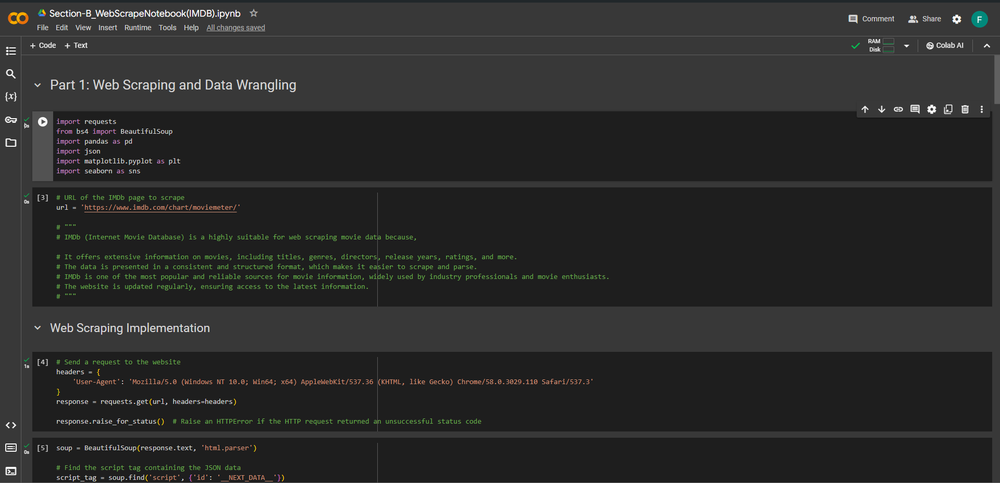 Section-B_WebScrapeNotebook(IMDB).ipynb
File Edit View Insert Runtime Tools Help All changes saved
Comment Share F
+ Code + Text
RAM
Disk
Colab AI
Part 1: Web Scraping and Data Wrangling
{x}
0s
import requests
from bs4 import BeautifulSoup
import pandas as pd
import json
import matplotlib.pyplot as plt
import seaborn as sns
0s
[3] # URL of the IMDb page to scrape
url = 'https://www.imdb.com/chart/moviemeter/'
# """
# IMDb (Internet Movie Database) is a highly suitable for web scraping movie data because,
# It offers extensive information on movies, including titles, genres, directors, release years, ratings, and more.
# The data is presented in a consistent and structured format, which makes it easier to scrape and parse.
# IMDb is one of the most popular and reliable sources for movie information, widely used by industry professionals and movie enthusiasts.
# The website is updated regularly, ensuring access to the latest information.
# """
Web Scraping Implementation
1s
[4] # Send a request to the website
headers = {
'User-Agent': 'Mozilla/5.0 (Windows NT 10.0; Win64; x64) AppleWebKit/537.36 (KHTML, like Gecko) Chrome/58.0.3029.110 Safari/537.3'
}
response = requests.get(url, headers=headers)
response.raise_for_status() # Raise an HTTPError if the HTTP request returned an unsuccessful status code
0s
[5] soup = BeautifulSoup(response.text, 'html.parser')
# Find the script tag containing the JSON data
script_tag = soup.find('script', {'id': '__NEXT_DATA__'})